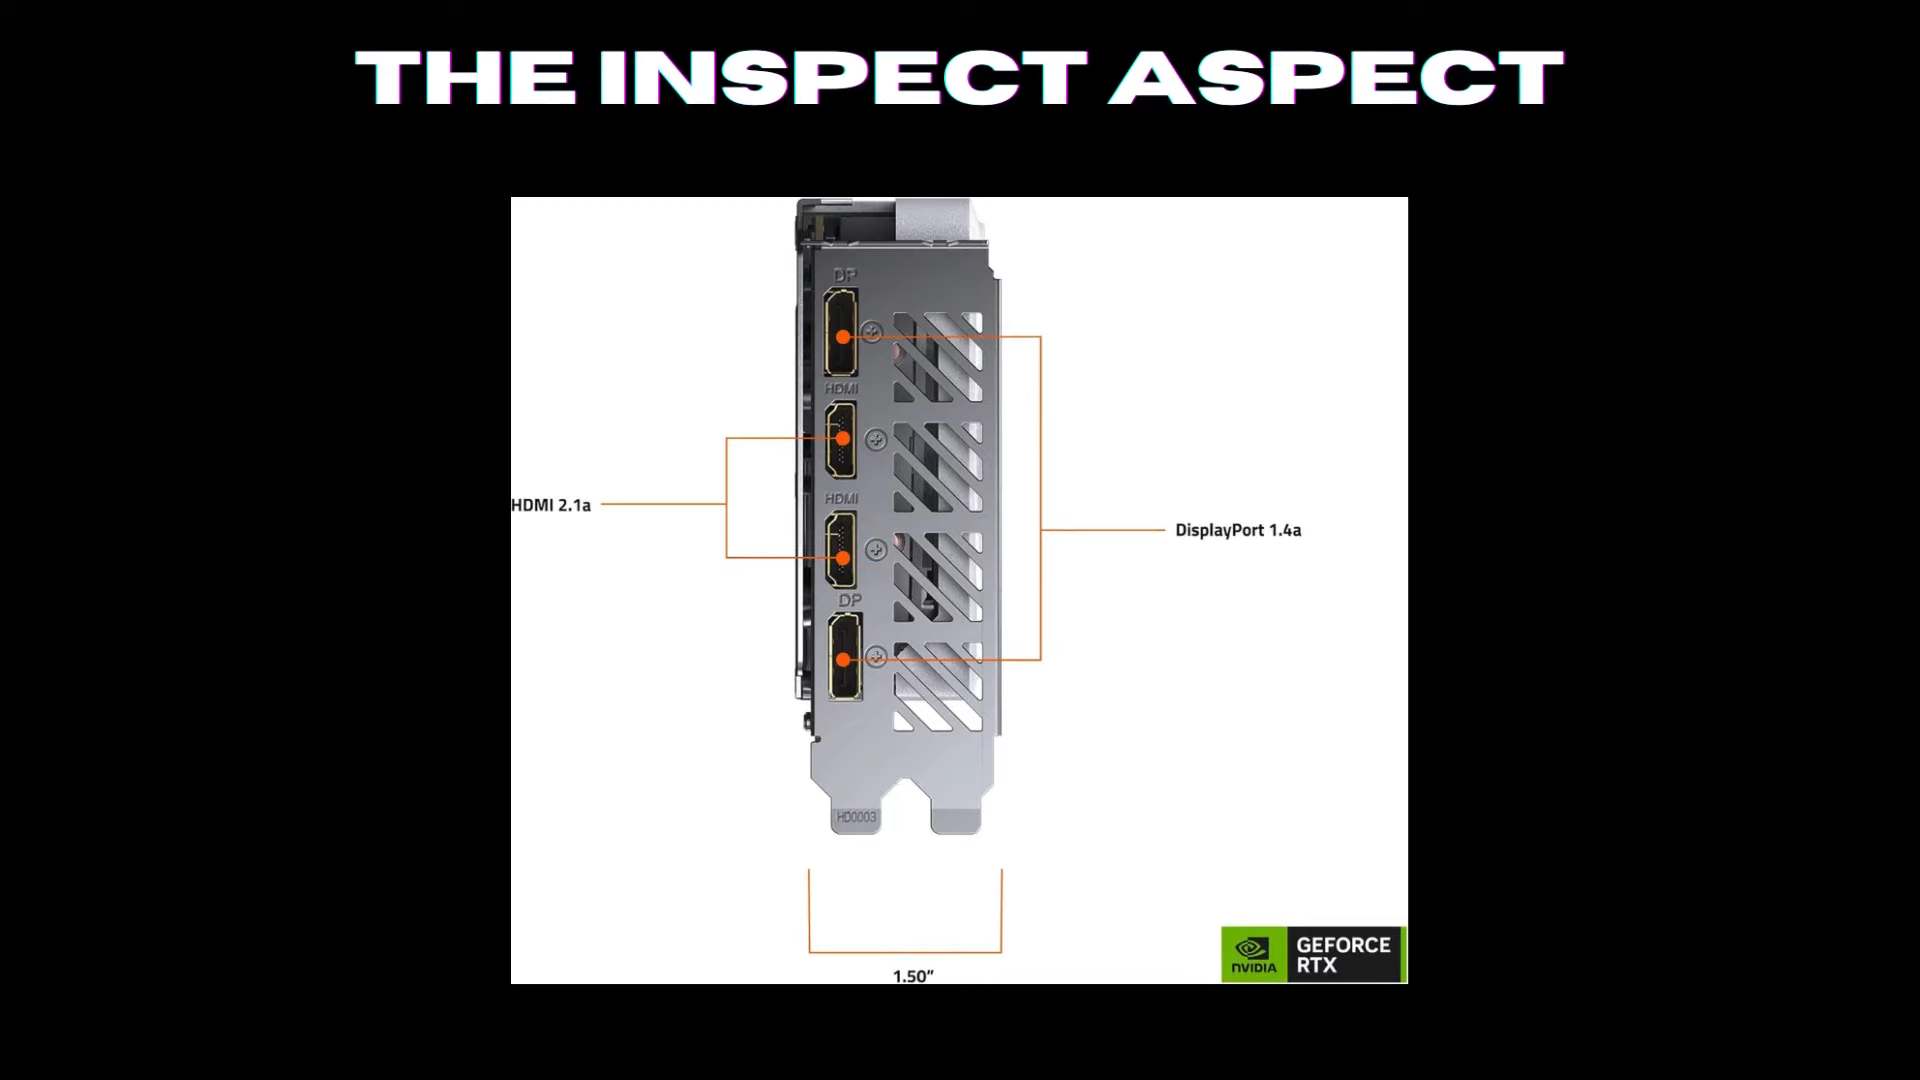 THE INSPECT ASPECT
DP
HDMI
HDMI 2.1a
HDMI
DisplayPort 1.4a
DP
HD0003
1.50”
NVIDIA
GEFORCE
RTX